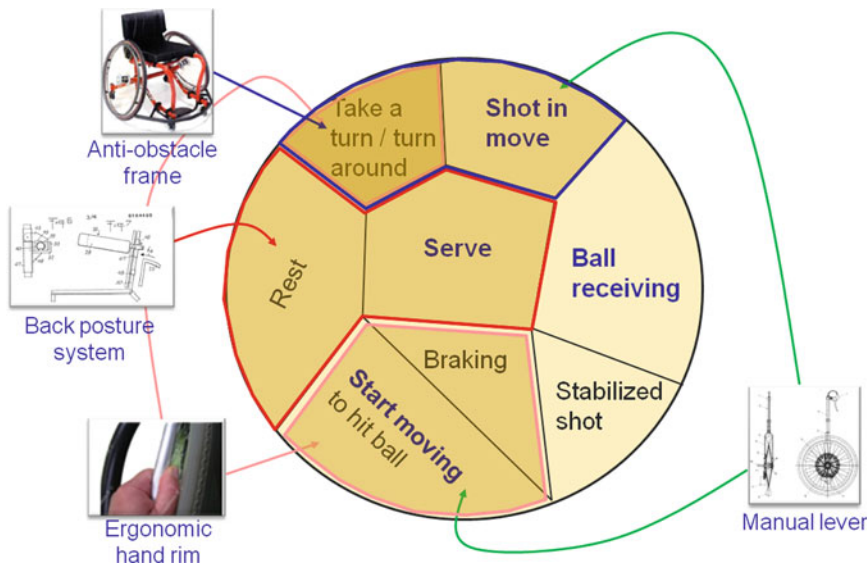 Anti-obstacle
frame
Back posture
system
Ergonomic
hand rim
Take a
turn / turn
around
Shot in
move
Rest
Serve
Ball
receiving
Braking
Start moving
to hit ball
Stabilized
shot
Manual lever